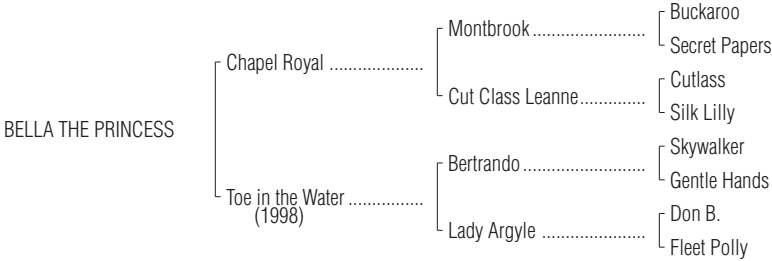 Buckaroo
Montbrook ........................
Secret Papers
Chapel Royal ....................
Cutlass
Cut Class Leanne..............
Silk Lilly
BELLA THE PRINCESS
Skywalker
Bertrando ..........................
Gentle Hands
Toe in the Water ................
(1998)
Don B.
Lady Argyle ......................
Fleet Polly